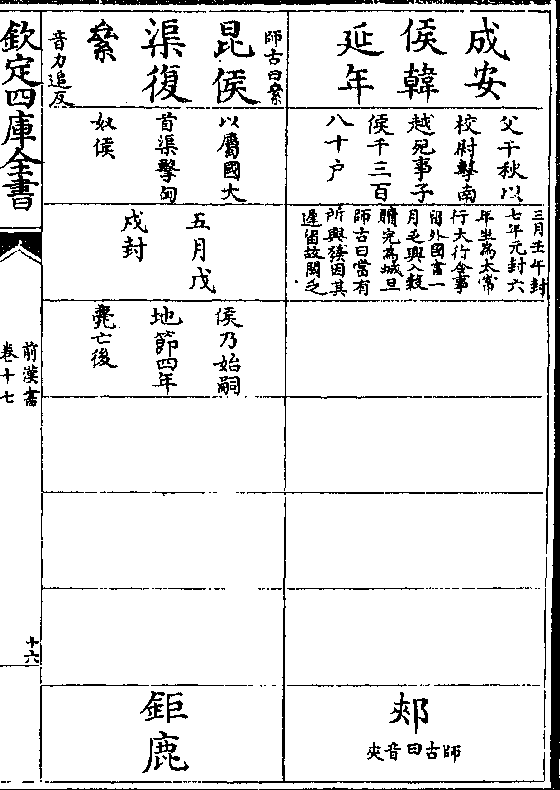 成安
侯韓
延年
父千秋以
校尉擊南
越死事子
侯千三百
八十户
三月壬午封
七年元封六
年坐為太常
行大行令事
留外國書一
月乏興入穀
贖完為城旦
師古曰當有
所興發因其
遲留故闕之
郟
師古曰音夾
昆侯
渠復
絫
師古曰絫
音力追反
以屬國大
首渠擊匈
奴侯
五月戊
戌封
侯乃始嗣
地節四年
薨亡後
鉅
鹿
欽定四庫全書
前漢書
卷十七
十六